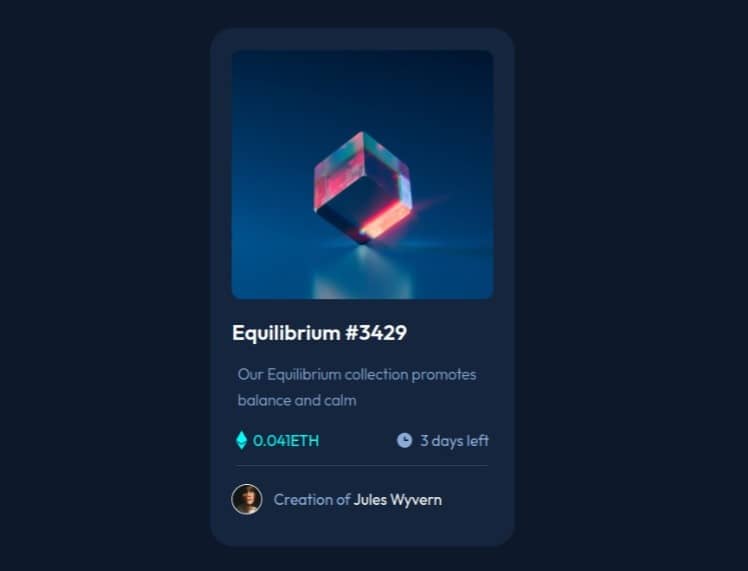 Equilibrium #3429
Our Equilibrium collection promotes
balance and calm
0.041ETH
3 days left
Creation of Jules Wyvern